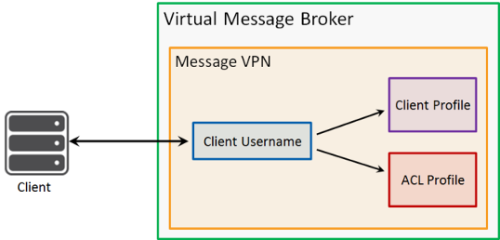 Virtual Message Broker
Message VPN
Client Profile
Client Username
ACL Profile
Client